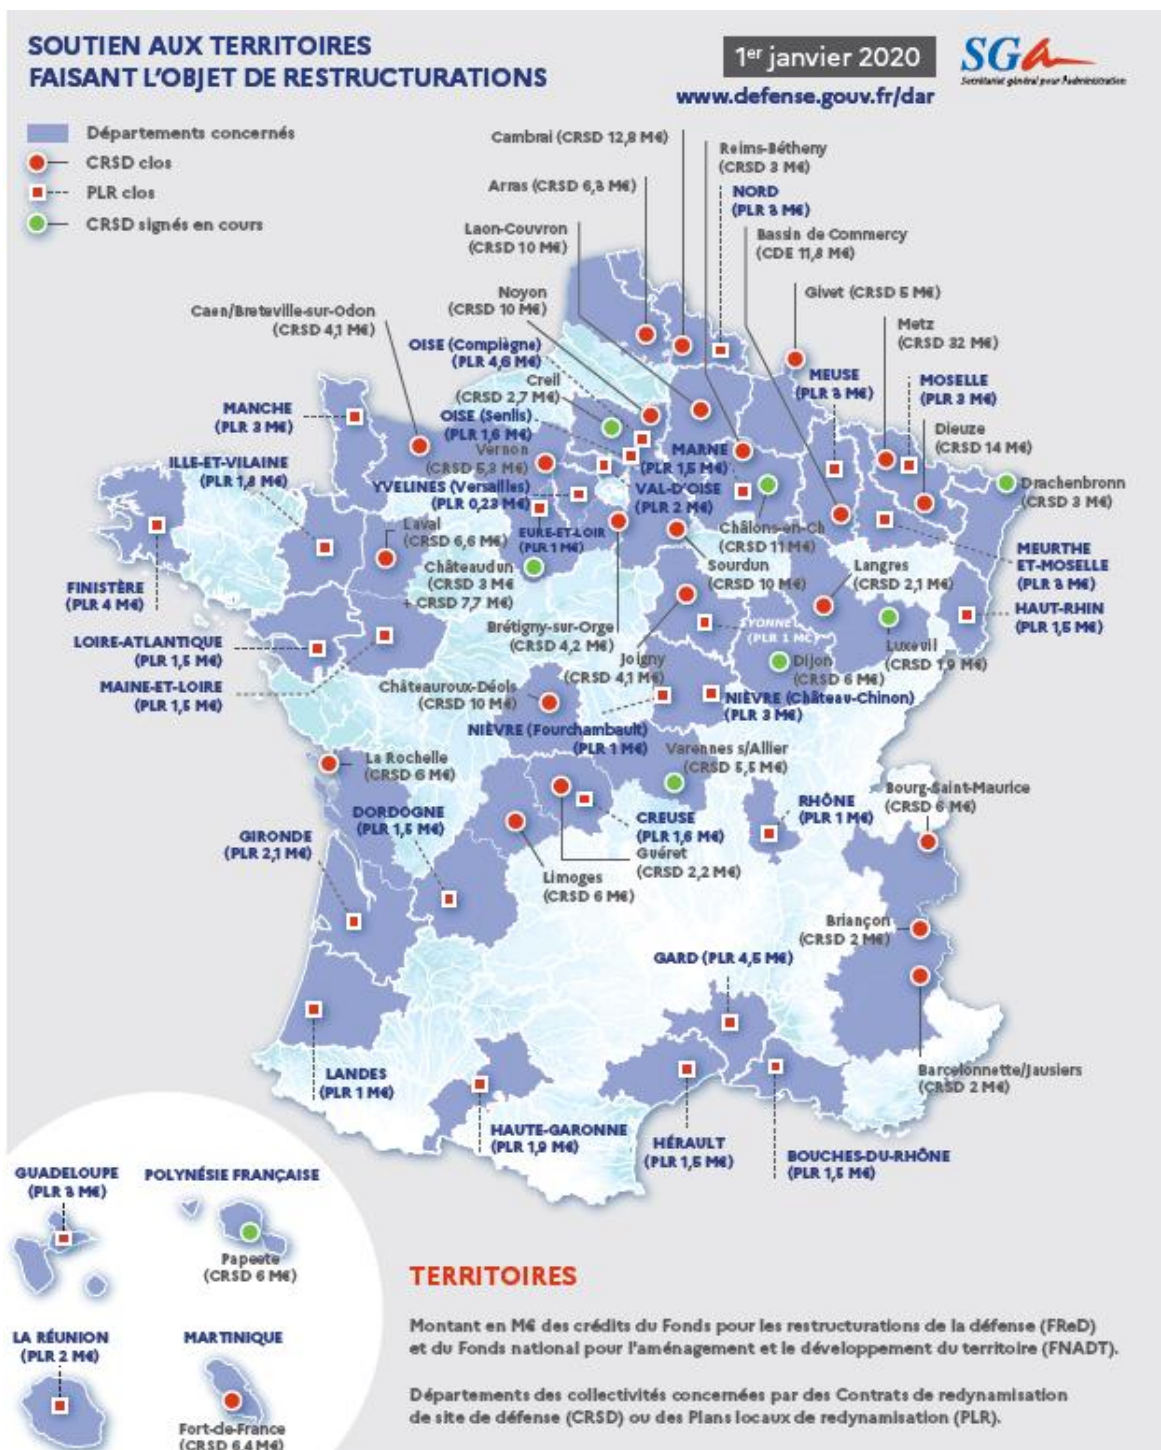 SOUTIEN AUX TERRITOIRES
FAISANT L'OBJET DE RESTRUCTURATIONS
1er janvier 2020
www.defense.gouv.fr/dar
SGA
Secrétariat général pour l'administration
Départements concernés
CRSD clos
PLR clos
CRSD signés en cours
Cambrai (CRSD 12,8 M€)
Reims-Bétheny
(CRSD 3 M€)
Arras (CRSD 6,3 M€)
NORD
(PLR 3 M€)
Laon-Couvron
(CRSD 10 M€)
Bassin de Commercy
(CDE 11,8 M€)
Noyon
(CRSD 10 M€)
Givet (CRSD 5 M€)
Caen/Breteville-sur-Odon
(CRSD 4,1 M€)
Metz
(CRSD 32 M€)
OISE (Compiègne)
(PLR 4,6 M€)
Creil
(CRSD 2,7 M€)
MEUSE
(PLR 3 M€)
MOSELLE
(PLR 3 M€)
MANCHE
(PLR 3 M€)
OISE (Senlis)
(PLR 1,6 M€)
Dieuze
(CRSD 14 M€)
Vernon
(CRSD 5,3 M€)
MARNE
(PLR 1,5 M€)
ILLE-ET-VILAINE
(PLR 1,8 M€)
YVELINES (Versailles)
(PLR 0,23 M€)
VAL-D'OISE
(PLR 2 M€)
Drachenbronn
(CRSD 3 M€)
Laval
(CRSD 6,6 M€)
EURE-ET-LOIR
(PLR 1 M€)
Châlons-en-Ch
(CRSD 11 M€)
MEURTHE
ET-MOSELLE
(PLR 3 M€)
Châteaudun
(CRSD 3 M€
+ CRSD 7,7 M€)
Sourdun
(CRSD 10 M€)
Langres
(CRSD 2,1 M€)
FINISTÈRE
(PLR 4 M€)
HAUT-RHIN
(PLR 1,5 M€)
Brétigny-sur-Orge
(CRSD 4,2 M€)
YONNE
(PLR 1 M€)
LOIRE-ATLANTIQUE
(PLR 1,5 M€)
Luxeuil
(CRSD 1,9 M€)
Joigny
(CRSD 4,1 M€)
Dijon
(CRSD 6 M€)
MAINE-ET-LOIRE
(PLR 1,5 M€)
Châteauroux-Déols
(CRSD 10 M€)
NIÈVRE (Château-Chinon)
(PLR 3 M€)
NIÈVRE (Fourchambault)
(PLR 1 M€)
La Rochelle
(CRSD 6 M€)
Varennes s/Allier
(CRSD 5,5 M€)
Bourg-Saint-Maurice
(CRSD 6 M€)
DORDOGNE
(PLR 1,5 M€)
CREUSE
(PLR 1,6 M€)
RHÔNE
(PLR 1 M€)
GIRONDE
(PLR 2,1 M€)
Guéret
(CRSD 2,2 M€)
Limoges
(CRSD 6 M€)
Briançon
(CRSD 2 M€)
GARD (PLR 4,5 M€)
LANDES
(PLR 1 M€)
Barcelonnette/Jausiers
(CRSD 2 M€)
HAUTE-GARONNE
(PLR 1,9 M€)
HÉRAULT
(PLR 1,5 M€)
BOUCHES-DU-RHÔNE
(PLR 1,5 M€)
GUADELOUPE
(PLR 3 M€)
POLYNÉSIE FRANÇAISE
Papeete
(CRSD 6 M€)
LA RÉUNION
(PLR 2 M€)
MARTINIQUE
Fort-de-France
(CRSD 6,4 M€)
TERRITOIRES
Montant en M€ des crédits du Fonds pour les restructurations de la défense (FReD)
et du Fonds national pour l'aménagement et le développement du territoire (FNADT).
Départements des collectivités concernées par des Contrats de redynamisation
de site de défense (CRSD) ou des Plans locaux de redynamisation (PLR).